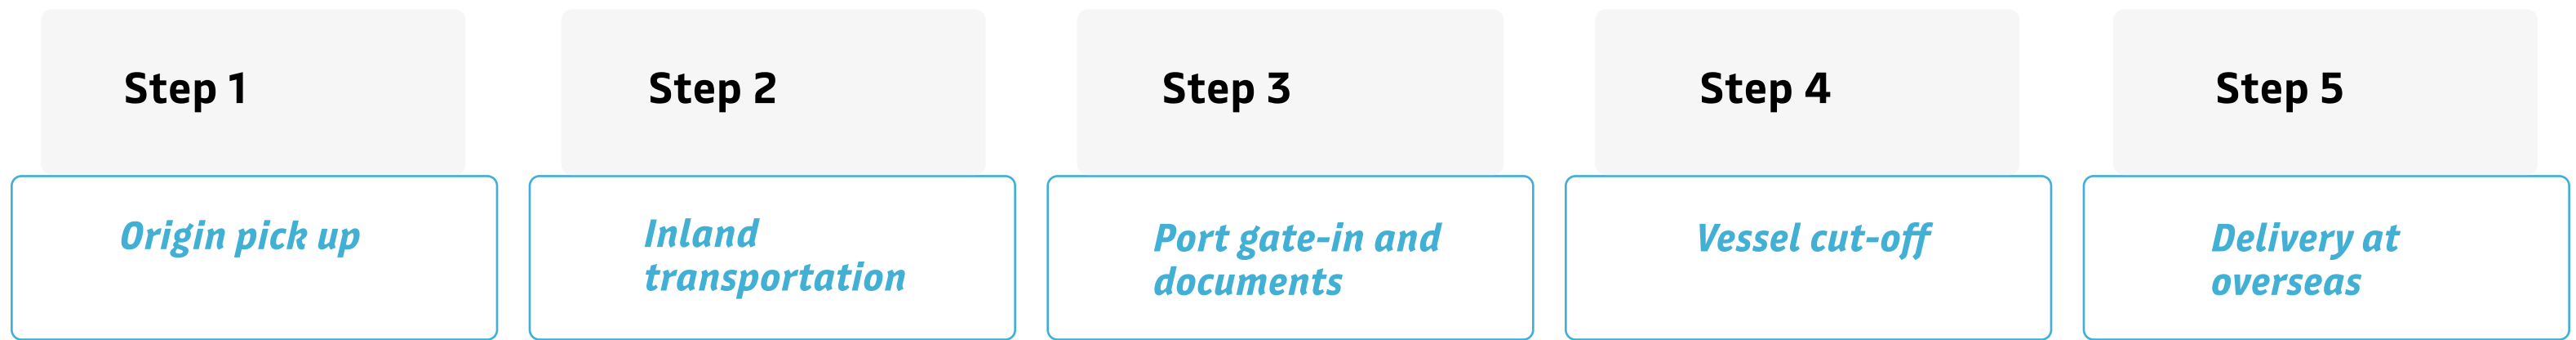 Step 1
Origin pick up
Step 2
Inland
transportation
Step 3
Port gate-in and
documents
Step 4
Vessel cut-off
Step 5
Delivery at
overseas